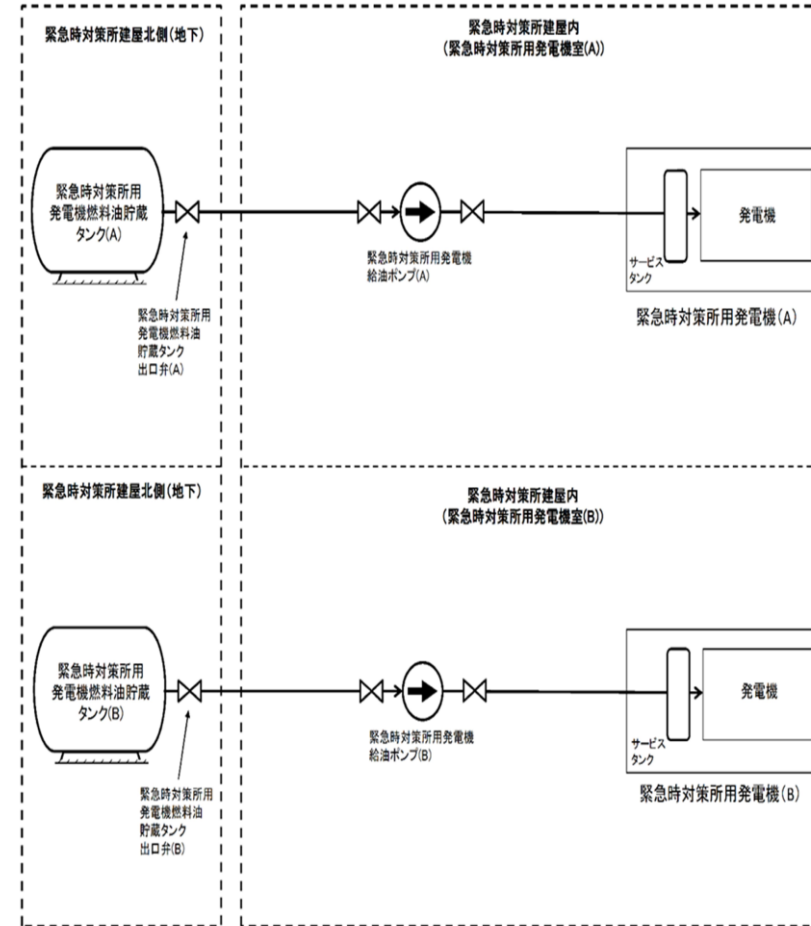 緊急時対策所建屋北側(地下)
緊急時対策所建屋内
(緊急時対策所用発電機室(A))
緊急時対策所用
発電機燃料油貯蔵
タンク(A)
緊急時対策所用
発電機燃料油
貯蔵タンク
出口弁(A)
緊急時対策所用発電機
給油ポンプ(A)
サービス
タンク
発電機
緊急時対策所用発電機(A)
緊急時対策所建屋北側(地下)
緊急時対策所建屋内
(緊急時対策所用発電機室(B))
緊急時対策所用
発電機燃料油貯蔵
タンク(B)
緊急時対策所用
発電機燃料油
貯蔵タンク
出口弁(B)
緊急時対策所用発電機
給油ポンプ(B)
サービス
タンク
発電機
緊急時対策所用発電機(B)